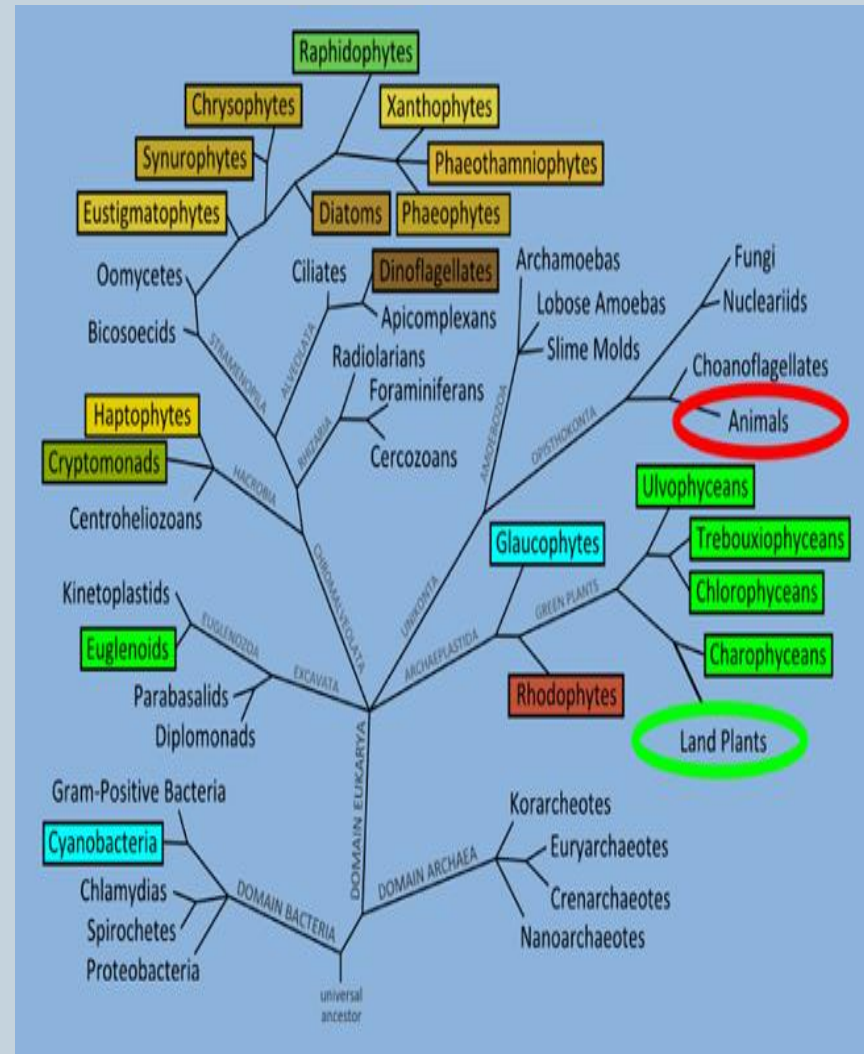 Raphidophytes
Chrysophytes
Xanthophytes
Synurophytes
Phaeothamniophytes
Eustigmatophytes
Diatoms
Phaeophytes
Oomycetes
Ciliates
Dinoflagellates
Archamoebas
Fungi
Bicosoecids
Apicomplexans
Lobose Amoebas
Nucleariids
STRAMENOPILA
ALVEOLATA
Radiolarians
Slime Molds
Choanoflagellates
Haptophytes
Foraminiferans
Animals
Cryptomonads
RHIZARIA
Cercozoans
AMOEBOZOA
OPISTHOKONTA
HACROBIA
Centroheliozoans
Ulvophyceans
Glaucophytes
Trebouxiophyceans
CHROMALVEOLATA
UNIKONTA
Kinetoplastids
GREEN PLANTS
Chlorophyceans
EUGLENOZOA
Euglenoids
EXCAVATA
ARCHAEPLASTIDA
Charophyceans
Parabasalids
Rhodophytes
Diplomonads
Land Plants
Gram-Positive Bacteria
DOMAIN EUKARYA
Korarcheotes
Cyanobacteria
Euryarchaeotes
DOMAIN ARCHAEA
Chlamydias
DOMAIN BACTERIA
Crenarchaeotes
Spirochetes
Nanoarchaeotes
Proteobacteria
universal
ancestor